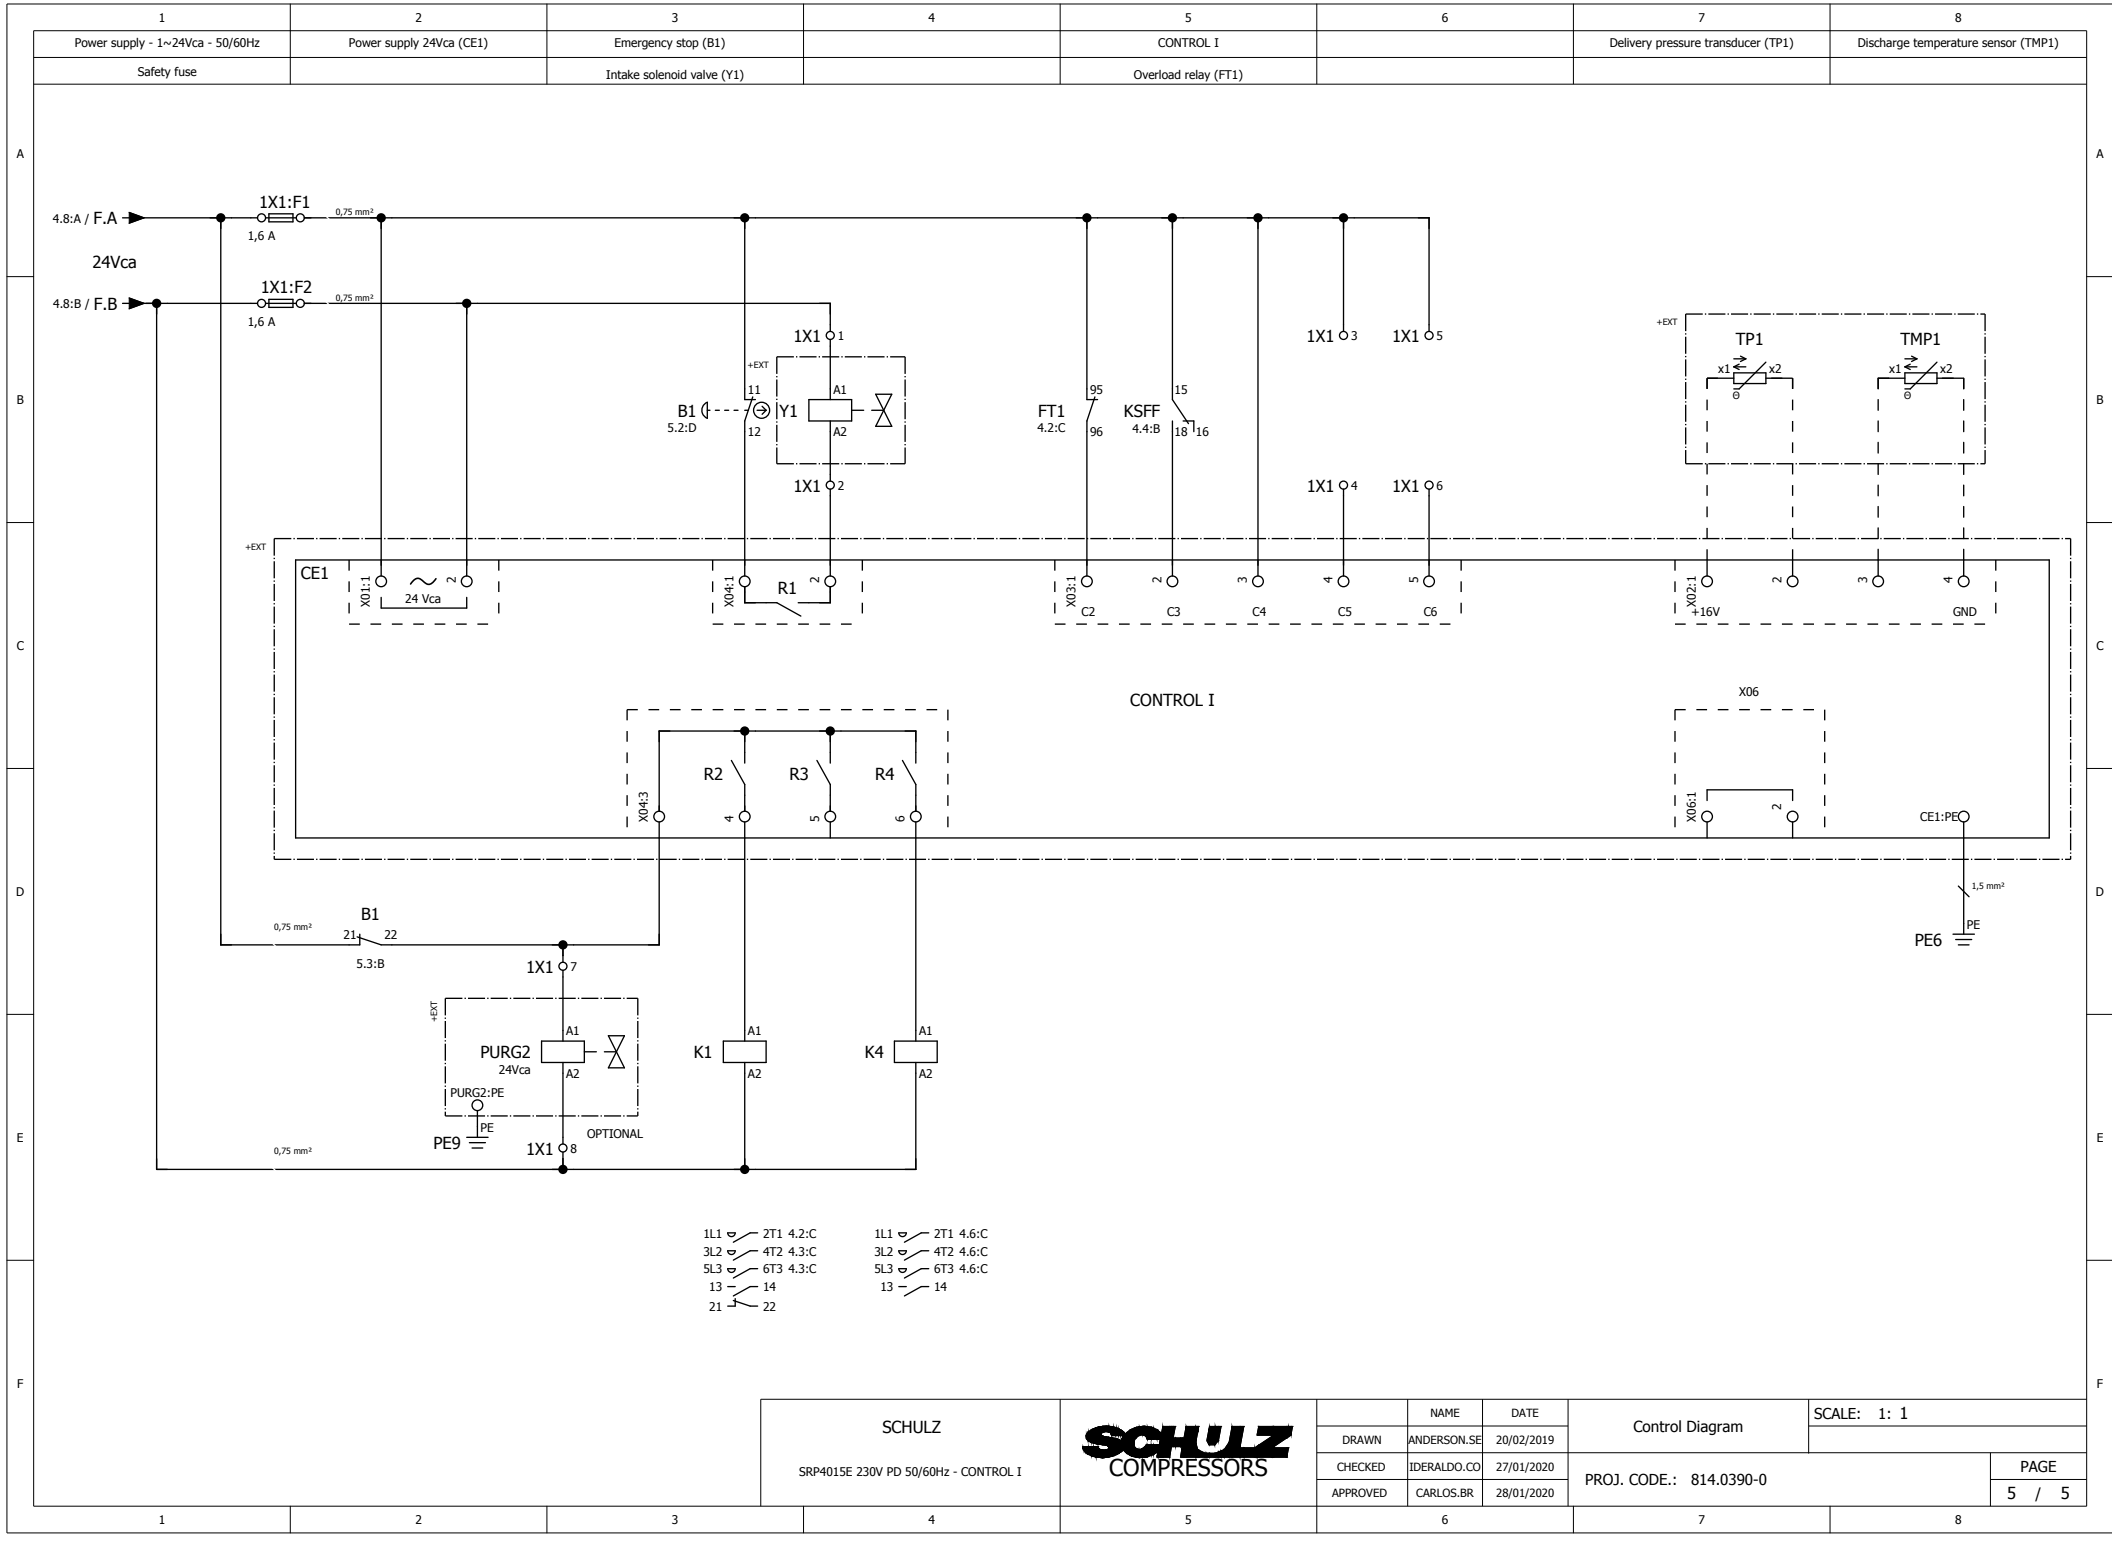 1 2 3 4 5 6 7 8
Power supply - 1~24Vca - 50/60Hz Power supply 24Vca (CE1) Emergency stop (B1) CONTROL I Delivery pressure transducer (TP1) Discharge temperature sensor (TMP1)
Safety fuse Intake solenoid valve (Y1) Overload relay (FT1)
A A
4.8:A / F.A 1X1:F1 0,75 mm²
1,6 A
24Vca
4.8:B / F.B 1X1:F2 0,75 mm²
1,6 A
1X1 1 1X1 3 1X1 5
+EXT TP1 TMP1
+EXT
x1 x2 x1 x2
Θ Θ
B B
11 A1 95 15
B1 Y1 FT1 KSFF
5.2:D 4.2:C 4.4:B
12 A2 96 18 16
1X1 2 1X1 4 1X1 6
+EXT
CE1 X01:1 2 X04:1 R1 2 X03:1 2 3 4 5 X02:1 2 3 4
24 Vca C2 C3 C4 C5 C6 +16V GND
C C
CONTROL I
X06
R2 R3 R4
X04:3 4 5 6 X06:1 2 CE1:PE
D D
1,5 mm²
B1
0,75 mm² 21 22
5.3:B
PE
PE6
1X1 7
+EXT
A1 A1 A1
PURG2 K1 K4
24Vca A2 A2 A2
PURG2:PE
PE
PE9 OPTIONAL
E E
0,75 mm² 1X1 8
1L1 2T1 4.2:C 1L1 2T1 4.6:C
3L2 4T2 4.3:C 3L2 4T2 4.6:C
5L3 6T3 4.3:C 5L3 6T3 4.6:C
13 14 13 14
21 22
F F
SCHULZ
SRP4015E 230V PD 50/60Hz - CONTROL I
SCHULZ
COMPRESSORS
NAME DATE
DRAWN ANDERSON.SE 20/02/2019
CHECKED IDERALDO.CO 27/01/2020
APPROVED CARLOS.BR 28/01/2020
Control Diagram
SCALE: 1: 1
PROJ. CODE.: 814.0390-0
PAGE
5 / 5
1 2 3 4 5 6 7 8